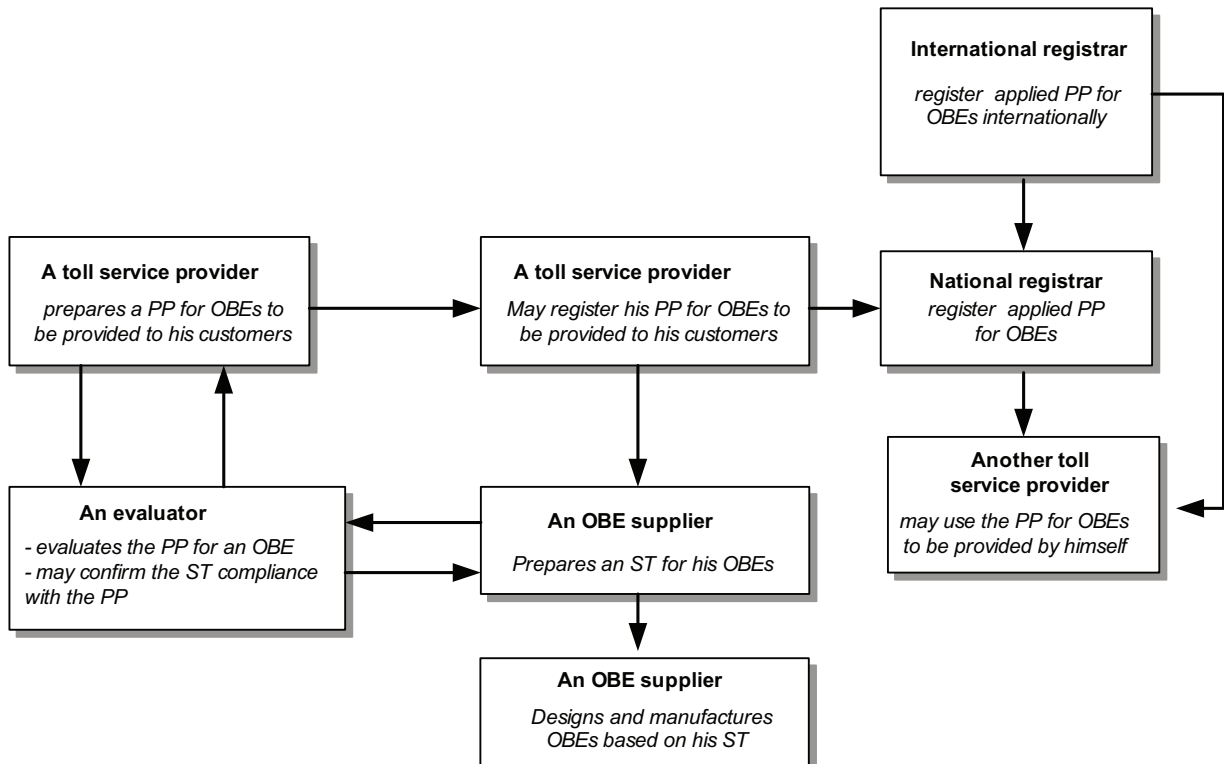 International registrar
register applied PP for
OBEs internationally
A toll service provider
prepares a PP for OBEs to
be provided to his customers
A toll service provider
May register his PP for OBEs to
be provided to his customers
National registrar
register applied PP
for OBEs
Another toll
service provider
may use the PP for OBEs
to be provided by himself
An evaluator
- evaluates the PP for an OBE
- may confirm the ST compliance
with the PP
An OBE supplier
Prepares an ST for his OBEs
An OBE supplier
Designs and manufactures
OBEs based on his ST